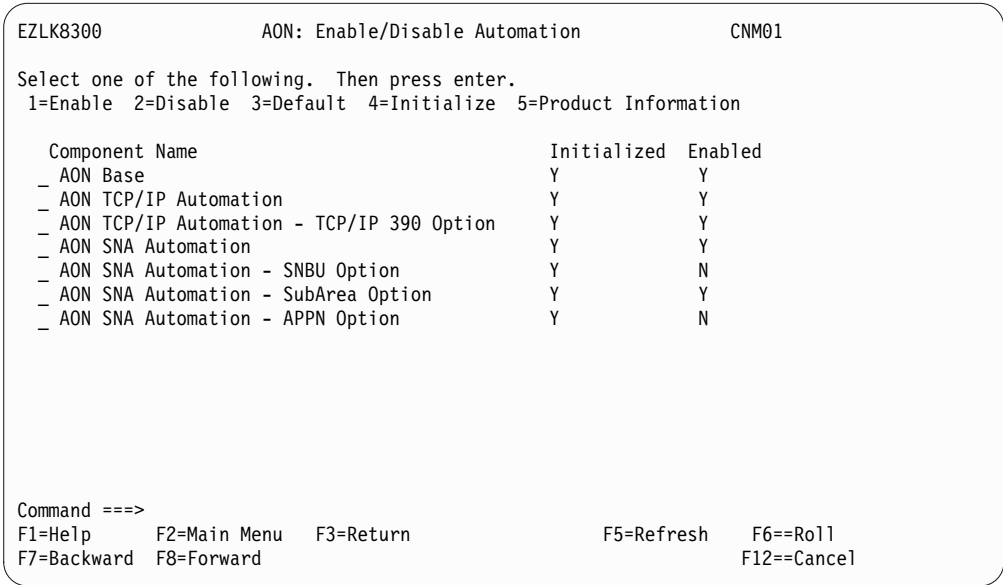 EZLK8300 AON: Enable/Disable Automation CNM01
Select one of the following. Then press enter.
1=Enable 2=Disable 3=Default 4=Initialize 5=Product Information
Component Name Initialized Enabled
_ AON Base Y Y
_ AON TCP/IP Automation Y Y
_ AON TCP/IP Automation - TCP/IP 390 Option Y Y
_ AON SNA Automation Y Y
_ AON SNA Automation - SNBU Option Y N
_ AON SNA Automation - SubArea Option Y Y
_ AON SNA Automation - APPN Option Y N
Command ===>
F1=Help F2=Main Menu F3=Return F5=Refresh F6==Roll
F7=Backward F8=Forward F12==Cancel